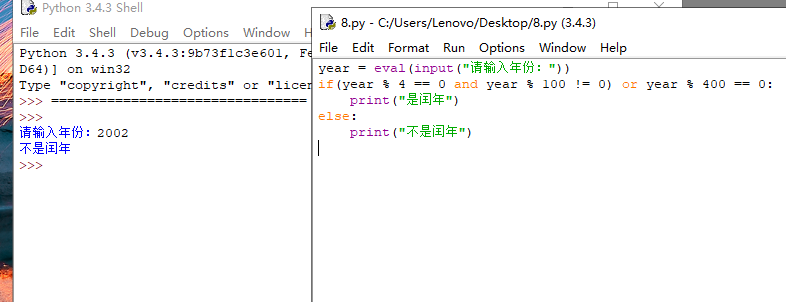 Python 3.4.3 Shell
File Edit Shell Debug Options Window H
Python 3.4.3 (v3.4.3:9b73f1c3e601, Fe
D64)] on win32
Type "copyright", "credits" or "licen
>>> ================================
>>>
请输入年份：2002
不是闰年
>>>
8.py - C:/Users/Lenovo/Desktop/8.py (3.4.3)
File Edit Format Run Options Window Help
year = eval(input("请输入年份："))
if(year % 4 == 0 and year % 100 != 0) or year % 400 == 0:
    print("是闰年")
else:
    print("不是闰年")